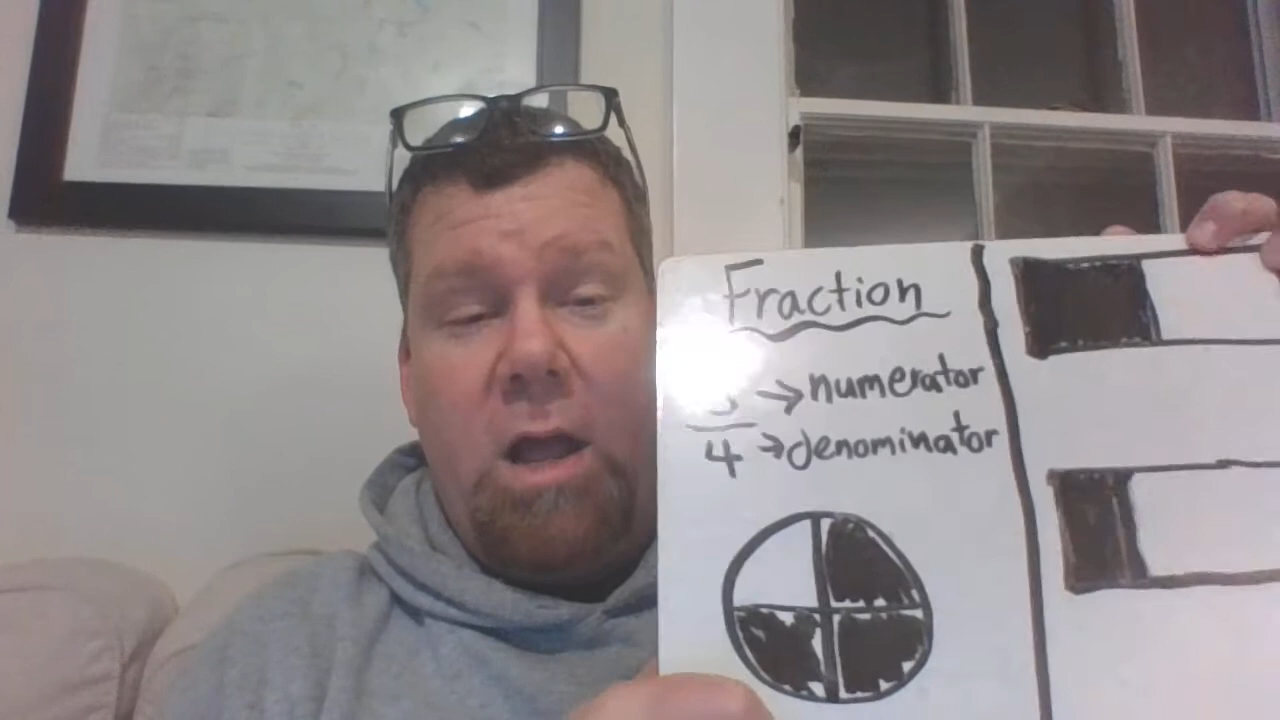 Fraction
→ numerator
4 → denominator